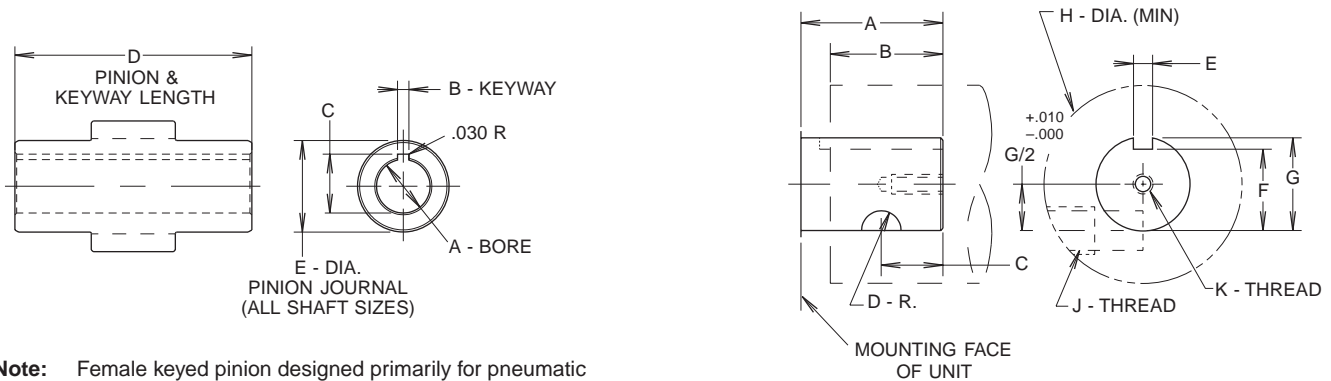 D
PINION &
KEYWAY LENGTH
C
B - KEYWAY
.030 R
A - BORE
E - DIA.
PINION JOURNAL
(ALL SHAFT SIZES)
Note: Female keyed pinion designed primarily for pneumatic
A
B
H - DIA. (MIN)
E
+.010
–.000
G/2
F
G
C
D - R.
J - THREAD
K - THREAD
MOUNTING FACE
OF UNIT